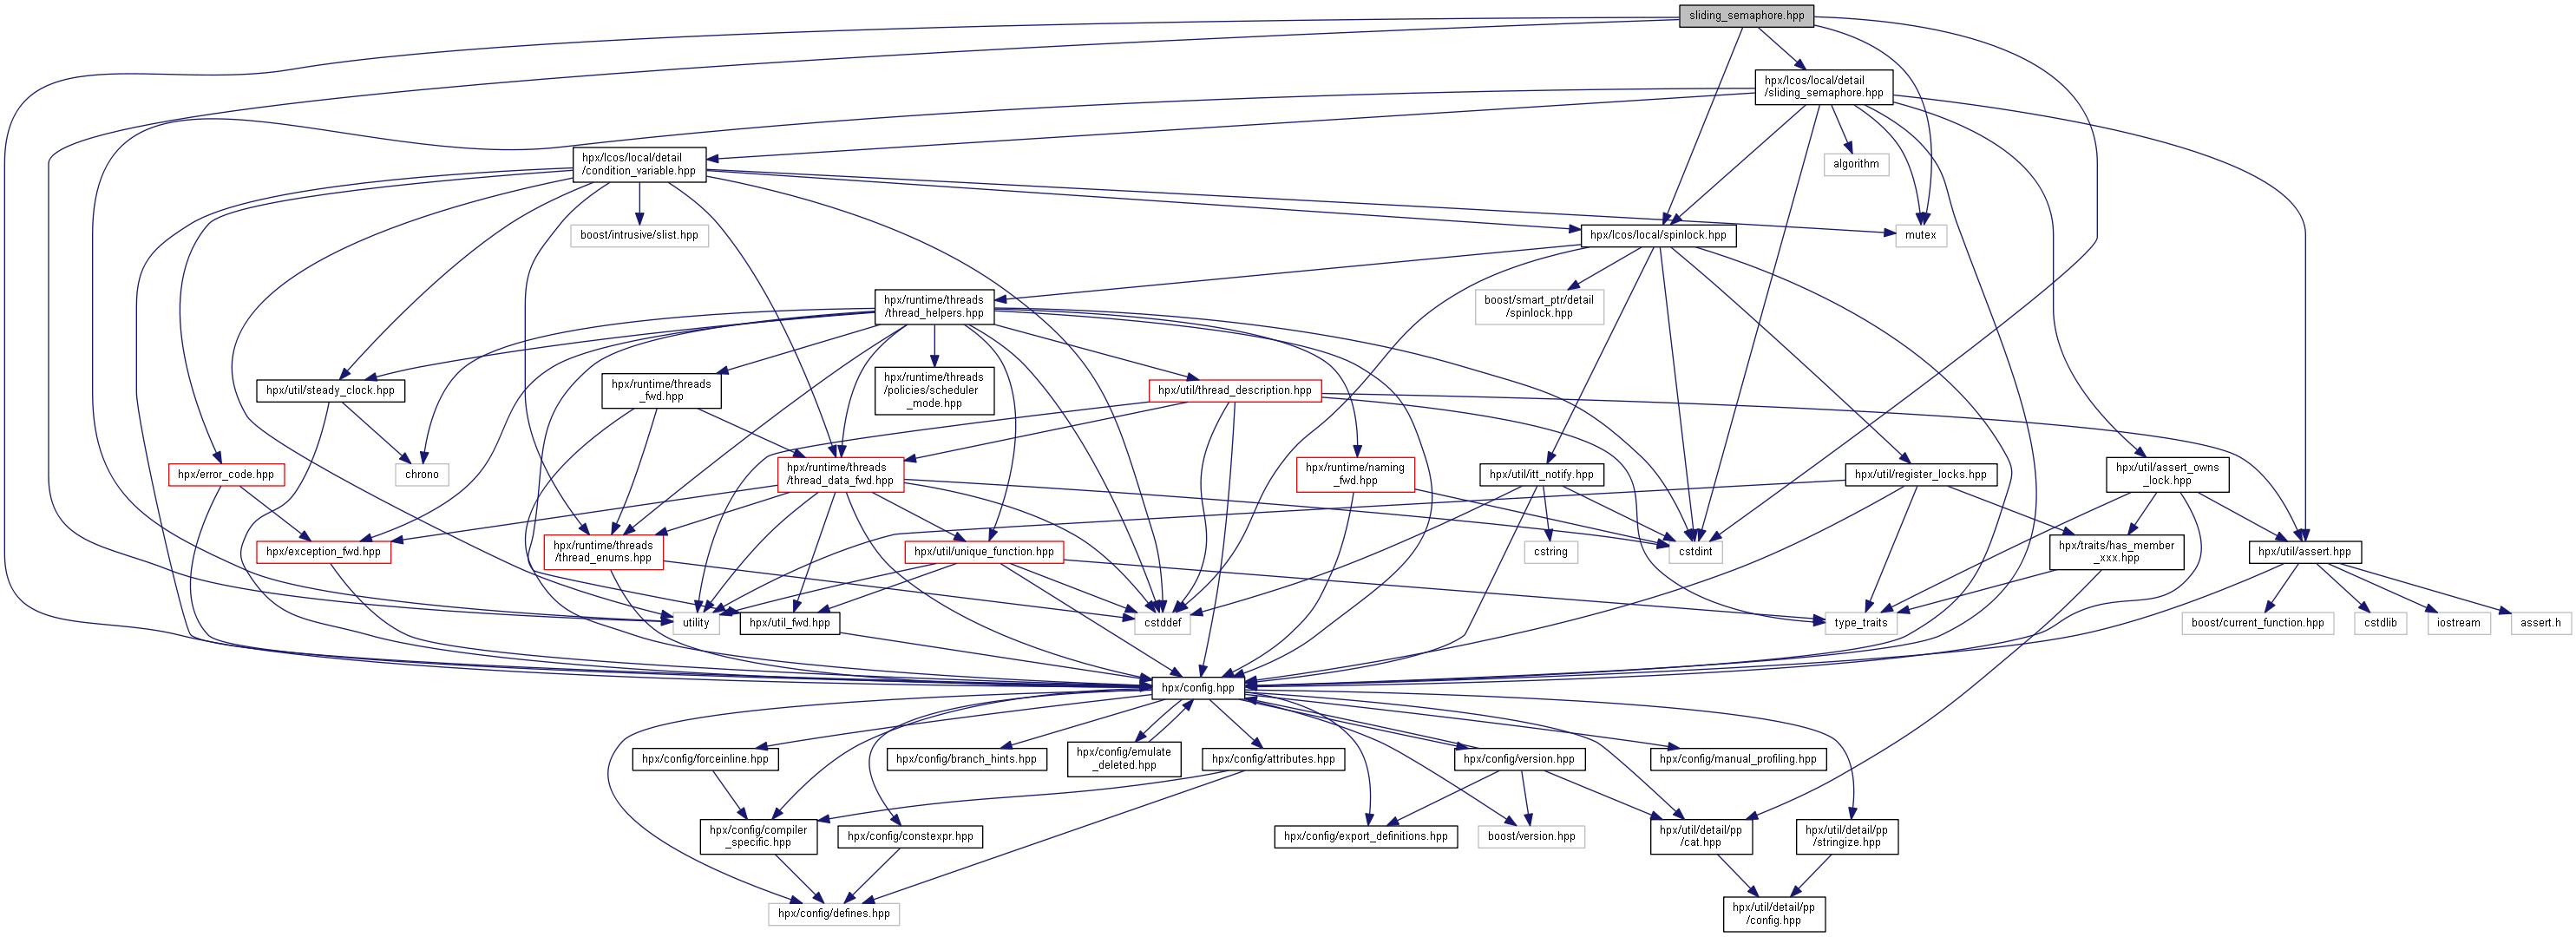 sliding_semaphore.hpp
hpx/lcos/local/detail
/sliding_semaphore.hpp
hpx/lcos/local/detail
/condition_variable.hpp
algorithm
boost/intrusive/slist.hpp
hpx/lcos/local/spinlock.hpp
mutex
hpx/runtime/threads
/thread_helpers.hpp
boost/smart_ptr/detail
/spinlock.hpp
hpx/util/steady_clock.hpp
hpx/runtime/threads
_fwd.hpp
hpx/runtime/threads
/policies/scheduler
_mode.hpp
hpx/util/thread_description.hpp
hpx/error_code.hpp
chrono
hpx/runtime/threads
/thread_data_fwd.hpp
hpx/runtime/naming
_fwd.hpp
hpx/util/itt_notify.hpp
hpx/util/register_locks.hpp
hpx/util/assert_owns
_lock.hpp
hpx/exception_fwd.hpp
hpx/runtime/threads
/thread_enums.hpp
hpx/util/unique_function.hpp
cstring
cstdint
hpx/traits/has_member
_xxx.hpp
hpx/util/assert.hpp
utility
hpx/util_fwd.hpp
cstddef
type_traits
boost/current_function.hpp
cstdlib
iostream
assert.h
hpx/config.hpp
hpx/config/forceinline.hpp
hpx/config/branch_hints.hpp
hpx/config/emulate
_deleted.hpp
hpx/config/attributes.hpp
hpx/config/version.hpp
hpx/config/manual_profiling.hpp
hpx/config/compiler
_specific.hpp
hpx/config/constexpr.hpp
hpx/config/export_definitions.hpp
boost/version.hpp
hpx/util/detail/pp
/cat.hpp
hpx/util/detail/pp
/stringize.hpp
hpx/config/defines.hpp
hpx/util/detail/pp
/config.hpp